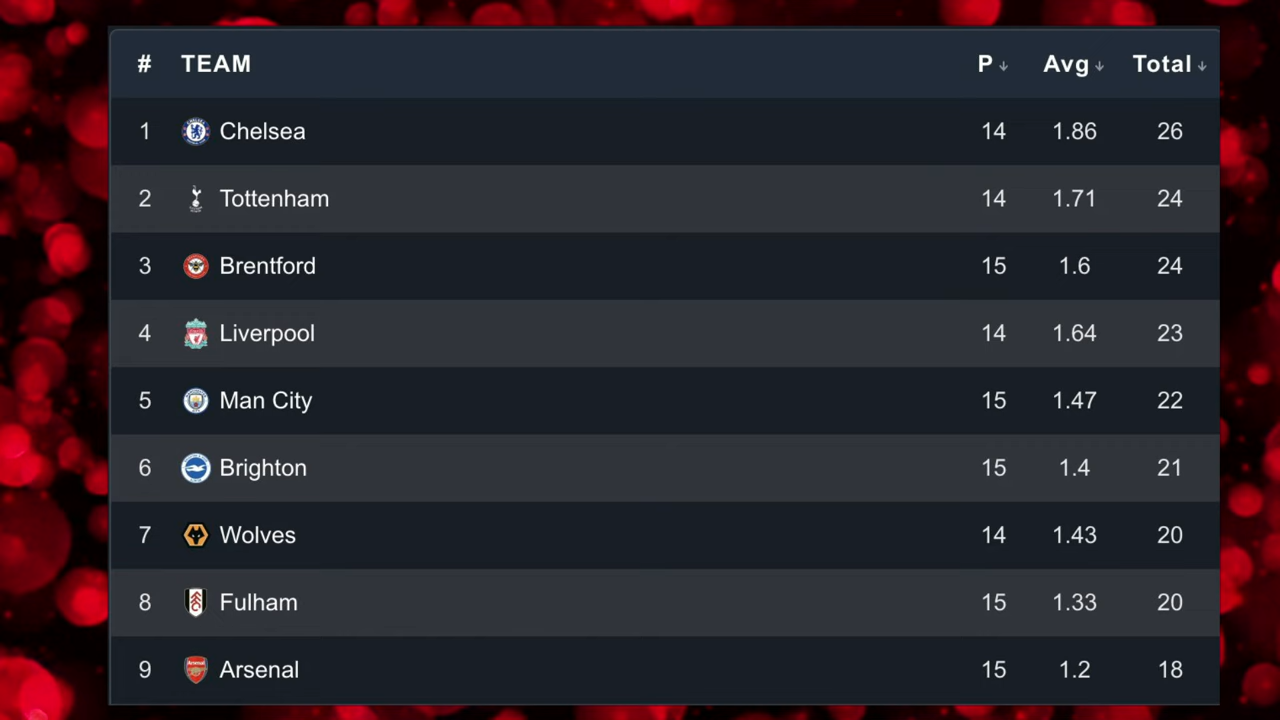 # TEAM P↓ Avg↓ Total↓
1 Chelsea 14 1.86 26
2 Tottenham 14 1.71 24
3 Brentford 15 1.6 24
4 Liverpool 14 1.64 23
5 Man City 15 1.47 22
6 Brighton 15 1.4 21
7 Wolves 14 1.43 20
8 Fulham 15 1.33 20
9 Arsenal 15 1.2 18